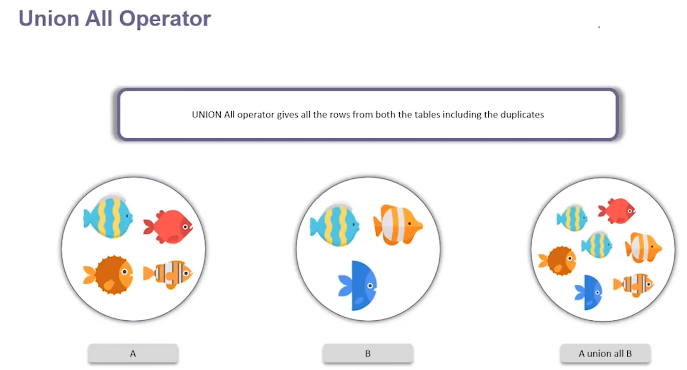 Union All Operator
UNION All operator gives all the rows from both the tables including the duplicates
A
B
A union all B